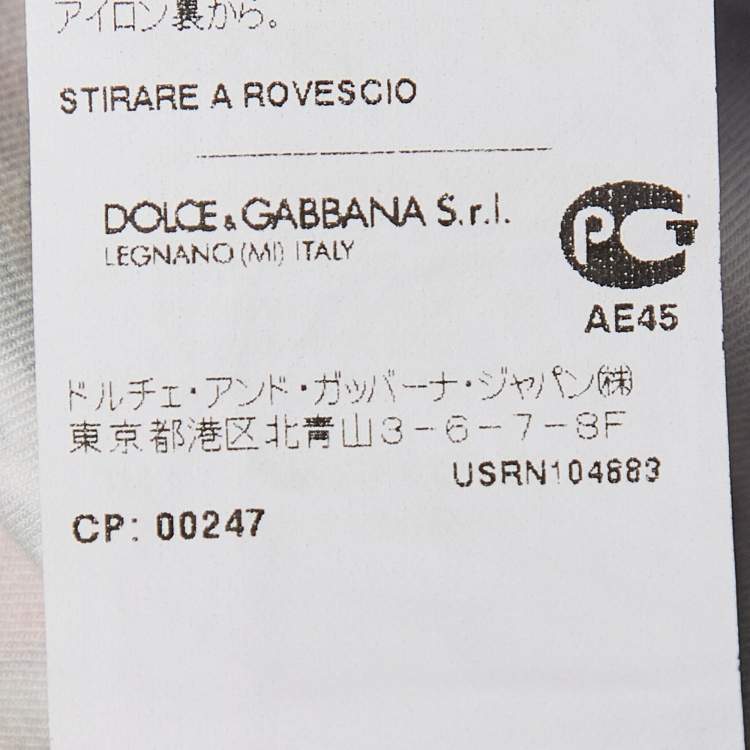 アイロン裏から。
STIRARE A ROVESCIO
DOLCE & GABBANA S.r.l.
LEGNANO (MI) ITALY
PCT
AE45
ドルチェ・アンド・ガッバーナ・ジャパン㈱
東京都港区北青山3-6-7-8F
USRN104683
CP: 00247